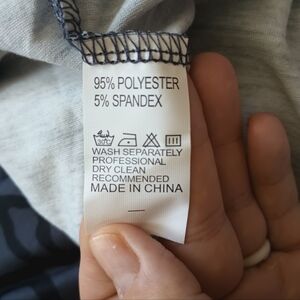 95% POLYESTER
5% SPANDEX
WASH SEPARATELY
PROFESSIONAL
DRY CLEAN
RECOMMENDED
MADE IN CHINA